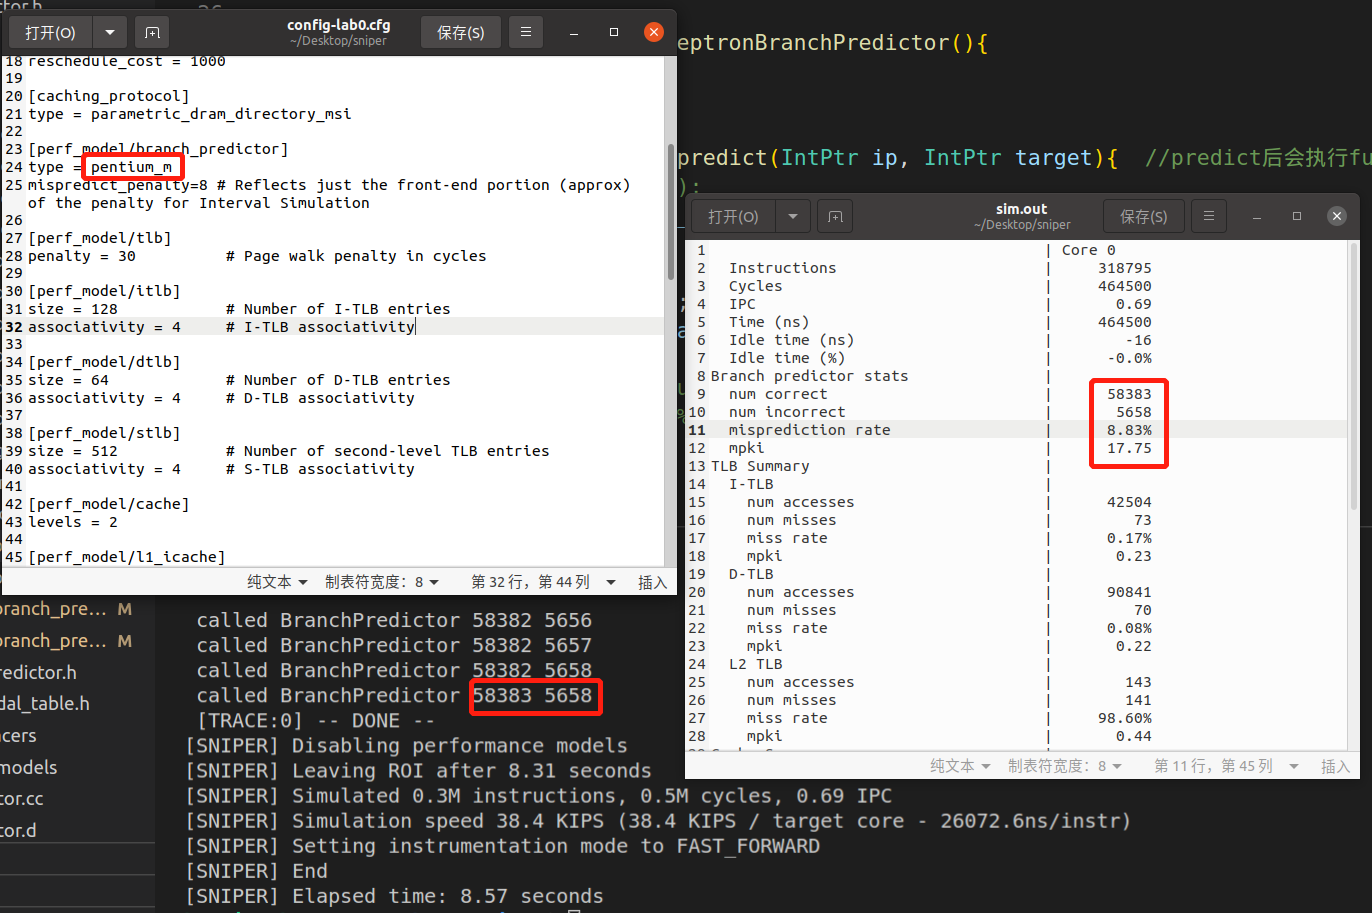 打开(O)
config-lab0.cfg
~/Desktop/sniper
保存(S)
18 reschedule_cost = 1000
19
20 [caching_protocol]
21 type = parametric_dram_directory_msi
22
23 [perf_model/branch_predictor]
24 type = pentium_m
25 mispredict_penalty=8 # Reflects just the front-end portion (approx)
of the penalty for Interval Simulation
26
27 [perf_model/tlb]
28 penalty = 30 # Page walk penalty in cycles
29
30 [perf_model/itlb]
31 size = 128 # Number of I-TLB entries
32 associativity = 4 # I-TLB associativity
33
34 [perf_model/dtlb]
35 size = 64 # Number of D-TLB entries
36 associativity = 4 # D-TLB associativity
37
38 [perf_model/stlb]
39 size = 512 # Number of second-level TLB entries
40 associativity = 4 # S-TLB associativity
41
42 [perf_model/cache]
43 levels = 2
44
45 [perf_model/l1_icache]
纯文本 制表符宽度：8 第 32 行，第 44 列 插入
eptronBranchPredictor(){
predict(IntPtr ip, IntPtr target){ //predict后会执行fu
);
打开(O)
sim.out
~/Desktop/sniper
保存(S)
1 | Core 0
2 Instructions | 318795
3 Cycles | 464500
4 IPC | 0.69
5 Time (ns) | 464500
6 Idle time (ns) | -16
7 Idle time (%) | -0.0%
8 Branch predictor stats |
9 num correct | 58383
10 num incorrect | 5658
11 misprediction rate | 8.83%
12 mpki | 17.75
13 TLB Summary |
14 I-TLB |
15 num accesses | 42504
16 num misses | 73
17 miss rate | 0.17%
18 mpki | 0.23
19 D-TLB |
20 num accesses | 90841
21 num misses | 70
22 miss rate | 0.08%
23 mpki | 0.22
24 L2 TLB |
25 num accesses | 143
26 num misses | 141
27 miss rate | 98.60%
28 mpki | 0.44
纯文本 制表符宽度：8 第 11 行，第 45 列 插入
branch_pre... M
branch_pre... M
redictor.h
dal_table.h
cers
models
tor.cc
tor.d
called BranchPredictor 58382 5656
called BranchPredictor 58382 5657
called BranchPredictor 58382 5658
called BranchPredictor 58383 5658
[TRACE:0] -- DONE --
[SNIPER] Disabling performance models
[SNIPER] Leaving ROI after 8.31 seconds
[SNIPER] Simulated 0.3M instructions, 0.5M cycles, 0.69 IPC
[SNIPER] Simulation speed 38.4 KIPS (38.4 KIPS / target core - 26072.6ns/instr)
[SNIPER] Setting instrumentation mode to FAST_FORWARD
[SNIPER] End
[SNIPER] Elapsed time: 8.57 seconds